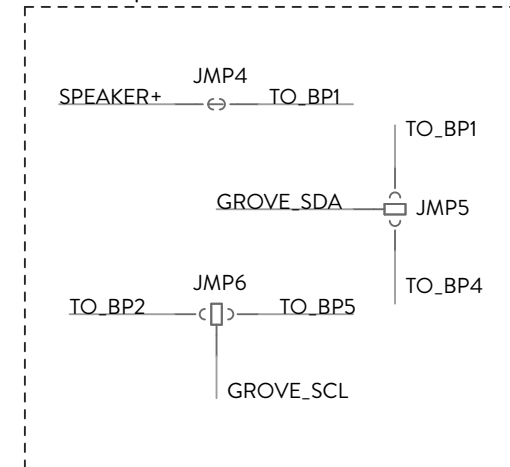 JMP4
SPEAKER+ TO_BP1
TO_BP1
GROVE_SDA JMP5
JMP6
TO_BP4
TO_BP2 TO_BP5
GROVE_SCL